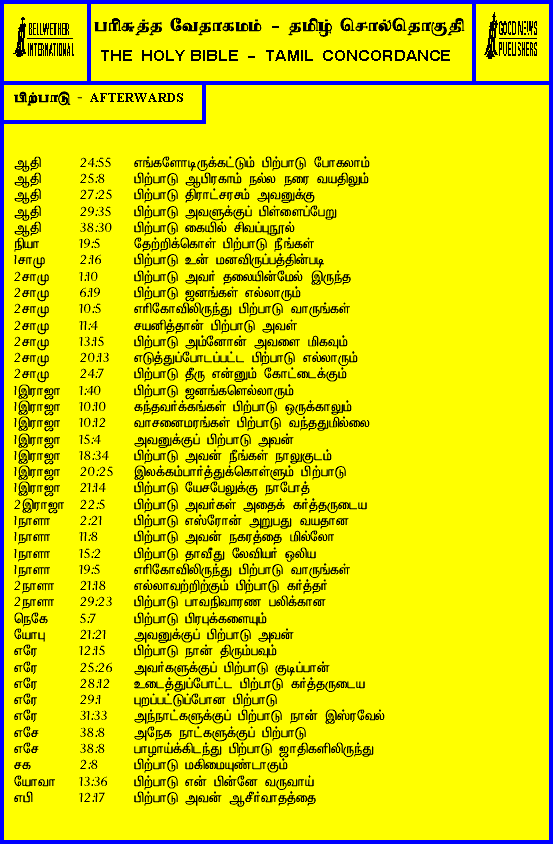 BELLWETHER
INTERNATIONAL
பரிசுத்த வேதாகமம் - தமிழ் சொல்தொகுதி
THE HOLY BIBLE - TAMIL CONCORDANCE
GOOD NEWS
PUBLISHERS
பிற்பாடு - AFTERWARDS
ஆதி 24:55 எங்களோடிருக்கட்டும் பிற்பாடு போகலாம்
ஆதி 25:8 பிற்பாடு ஆபிரகாம் நல்ல நரை வயதிலும்
ஆதி 27:25 பிற்பாடு திராட்சரசம் அவனுக்கு
ஆதி 29:35 பிற்பாடு அவளுக்குப் பிள்ளைப்பேறு
ஆதி 38:30 பிற்பாடு கையில் சிவப்புநூல்
நியா 19:5 தேற்றிக்கொள் பிற்பாடு நீங்கள்
1சாமு 2:16 பிற்பாடு உன் மனவிருப்பத்தின்படி
2சாமு 1:10 பிற்பாடு அவர் தலையின்மேல் இருந்த
2சாமு 6:19 பிற்பாடு ஜனங்கள் எல்லாரும்
2சாமு 10:5 எரிகோவிலிருந்து பிற்பாடு வாருங்கள்
2சாமு 11:4 சயனித்தான் பிற்பாடு அவள்
2சாமு 13:15 பிற்பாடு அம்னோன் அவளை மிகவும்
2சாமு 20:13 எடுத்துப்போடப்பட்ட பிற்பாடு எல்லாரும்
2சாமு 24:7 பிற்பாடு தீரு என்னும் கோட்டைக்கும்
1இராஜா 1:40 பிற்பாடு ஜனங்களெல்லாரும்
1இராஜா 10:10 கந்தவர்க்கங்கள் பிற்பாடு ஒருக்காலும்
1இராஜா 10:12 வாசனைமரங்கள் பிற்பாடு வந்ததுமில்லை
1இராஜா 15:4 அவனுக்குப் பிற்பாடு அவன்
1இராஜா 18:34 பிற்பாடு அவன் நீங்கள் நாலுகுடம்
1இராஜா 20:25 இலக்கம்பார்த்துக்கொள்ளும் பிற்பாடு
1இராஜா 21:14 பிற்பாடு யேசபேலுக்கு நாபோத்
2இராஜா 22:5 பிற்பாடு அவர்கள் அதைக் கர்த்தருடைய
1நாளா 2:21 பிற்பாடு எஸ்ரோன் அறுபது வயதான
1நாளா 11:8 பிற்பாடு அவன் நகரத்தை மில்லோ
1நாளா 15:2 பிற்பாடு தாவீது லேவியர் ஒலிய
1நாளா 19:5 எரிகோவிலிருந்து பிற்பாடு வாருங்கள்
2நாளா 21:18 எல்லாவற்றிற்கும் பிற்பாடு கர்த்தர்
2நாளா 29:23 பிற்பாடு பாவநிவாரண பலிக்கான
நெகே 5:7 பிற்பாடு பிரபுக்களையும்
யோபு 21:21 அவனுக்குப் பிற்பாடு அவன்
எரே 12:15 பிற்பாடு நான் திரும்பவும்
எரே 25:26 அவர்களுக்குப் பிற்பாடு குடிப்பான்
எரே 28:12 உடைத்துப்போட்ட பிற்பாடு கர்த்தருடைய
எரே 29:1 புறப்பட்டுப்போன பிற்பாடு
எரே 31:33 அந்நாட்களுக்குப் பிற்பாடு நான் இஸ்ரவேல்
எசே 38:8 அநேக நாட்களுக்குப் பிற்பாடு
எசே 38:8 பாழாய்க்கிடந்து பிற்பாடு ஜாதிகளிலிருந்து
சக 2:8 பிற்பாடு மகிமையுண்டாகும்
யோவா 13:36 பிற்பாடு என் பின்னே வருவாய்
எபி 12:17 பிற்பாடு அவன் ஆசீர்வாதத்தை